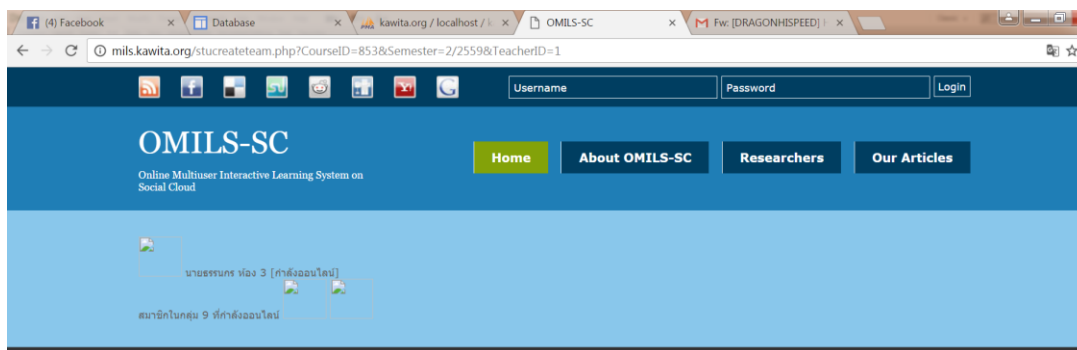 (4) Facebook
Database
kawita.org / localhost /
OMILS-SC
Fw: [DRAGONHISPEED]
mils.kawita.org/stucreateteam.php?CourseID=853&Semester=2/2559&TeacherID=1
Username
Password
Login
OMILS-SC
Online Multiuser Interactive Learning System on
Social Cloud
Home
About OMILS-SC
Researchers
Our Articles
นายธรรนกร ห้อง 3 [กำลังออนไลน์]
สมาชิกในกลุ่ม 9 ที่กำลังออนไลน์